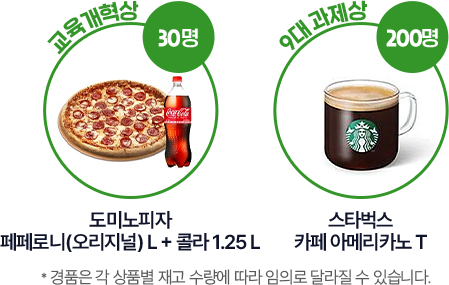 교육개혁상
30명
9대 과제상
200명
Coca-Cola
도미노피자
페페로니(오리지널) L + 콜라 1.25 L
스타벅스
카페 아메리카노 T
* 경품은 각 상품별 재고 수량에 따라 임의로 달라질 수 있습니다.